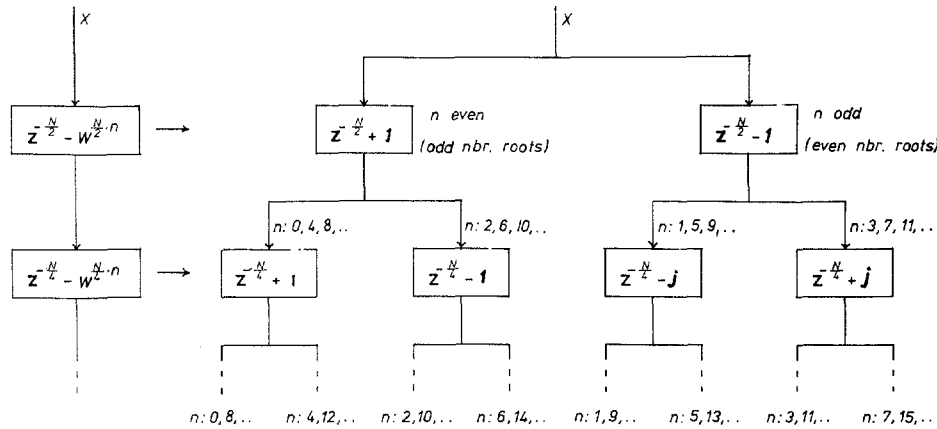 X X
z^{-N/2} - W^{N/2·n} z^{-N/2} + 1 n even z^{-N/2} - 1 n odd
(odd nbr. roots) (even nbr. roots)
n: 0,4,8,.. n: 2,6,10,.. n: 1,5,9,.. n: 3,7,11,..
z^{-N/4} - W^{N/4·n} z^{-N/4} + 1 z^{-N/4} - 1 z^{-N/4} - j z^{-N/4} + j
n: 0,8,.. n: 4,12,.. n: 2,10,.. n: 6,14,.. n: 1,9,.. n: 5,13,.. n: 3,11,.. n: 7,15,..